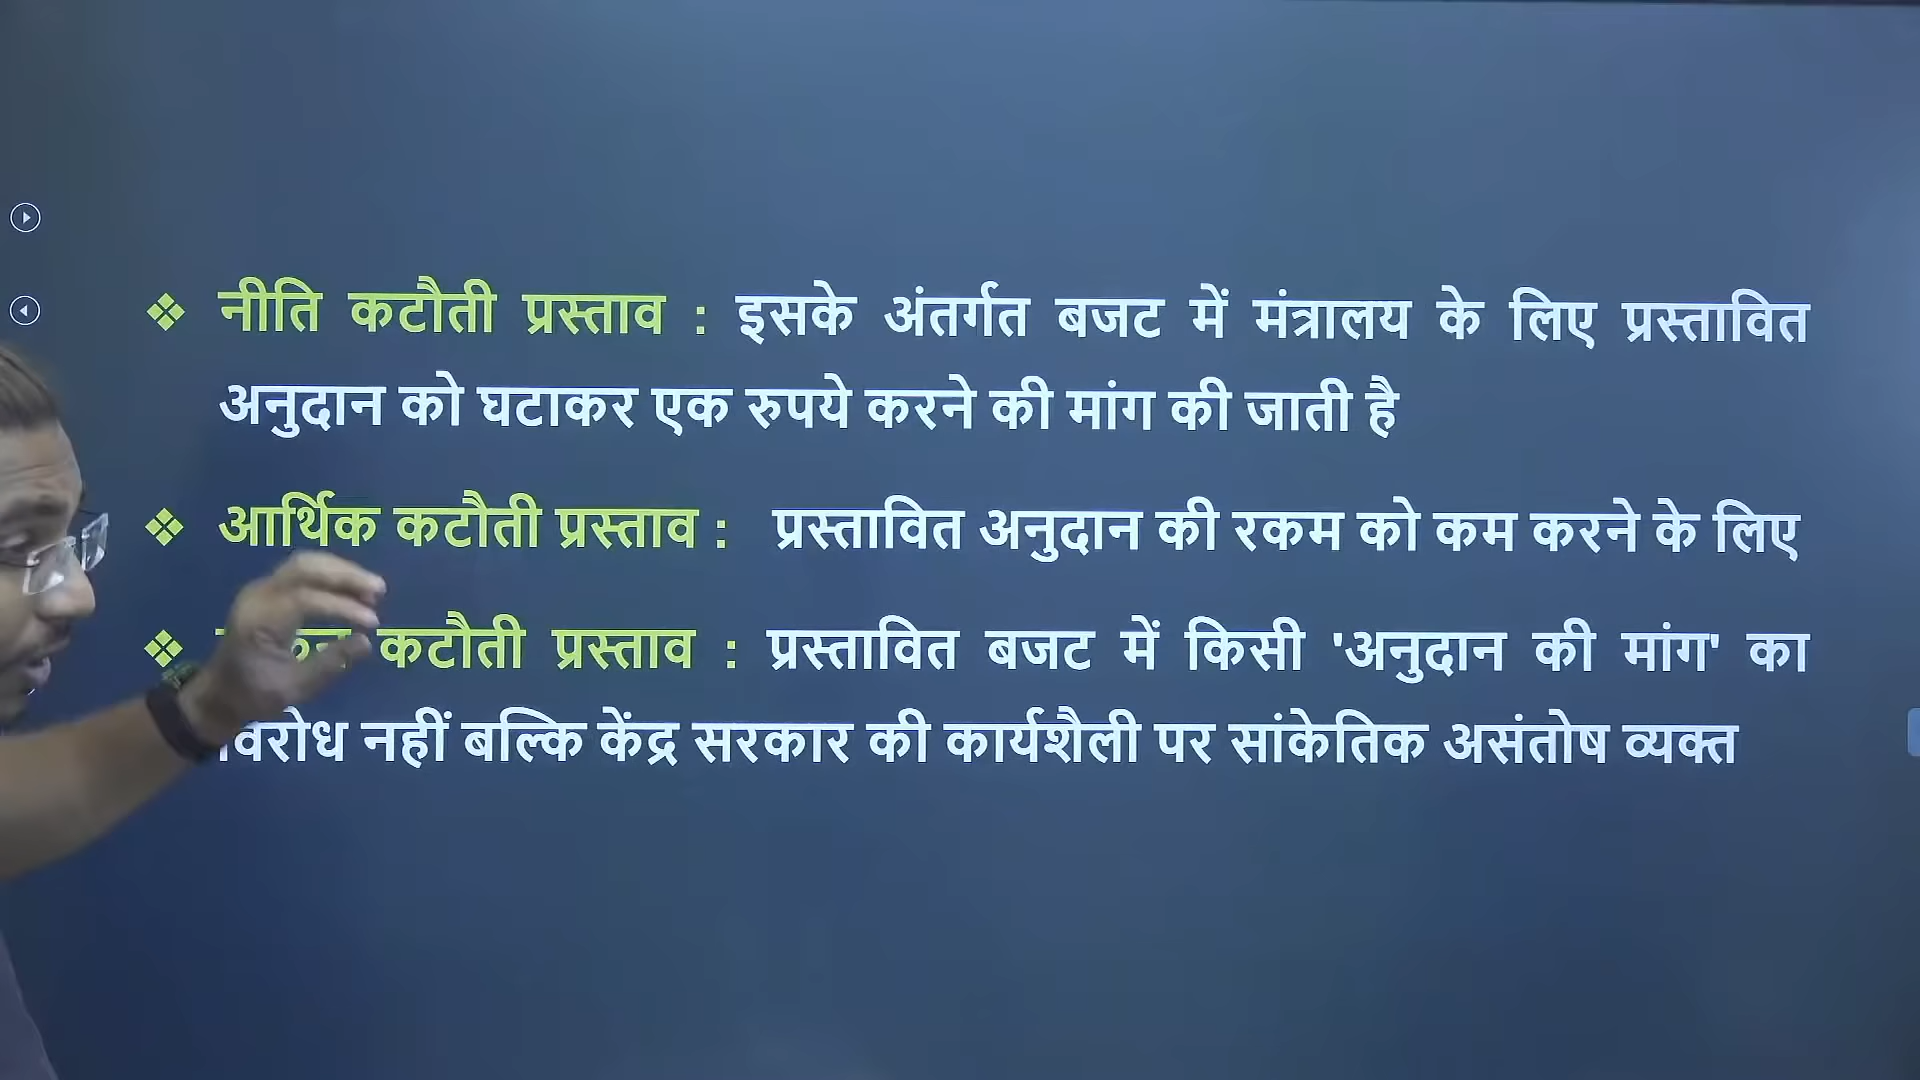 ❖ नीति कटौती प्रस्ताव : इसके अंतर्गत बजट में मंत्रालय के लिए प्रस्तावित
अनुदान को घटाकर एक रुपये करने की मांग की जाती है
❖ आर्थिक कटौती प्रस्ताव : प्रस्तावित अनुदान की रकम को कम करने के लिए
❖ कटौती प्रस्ताव : प्रस्तावित बजट में किसी 'अनुदान की मांग' का
विरोध नहीं बल्कि केंद्र सरकार की कार्यशैली पर सांकेतिक असंतोष व्यक्त